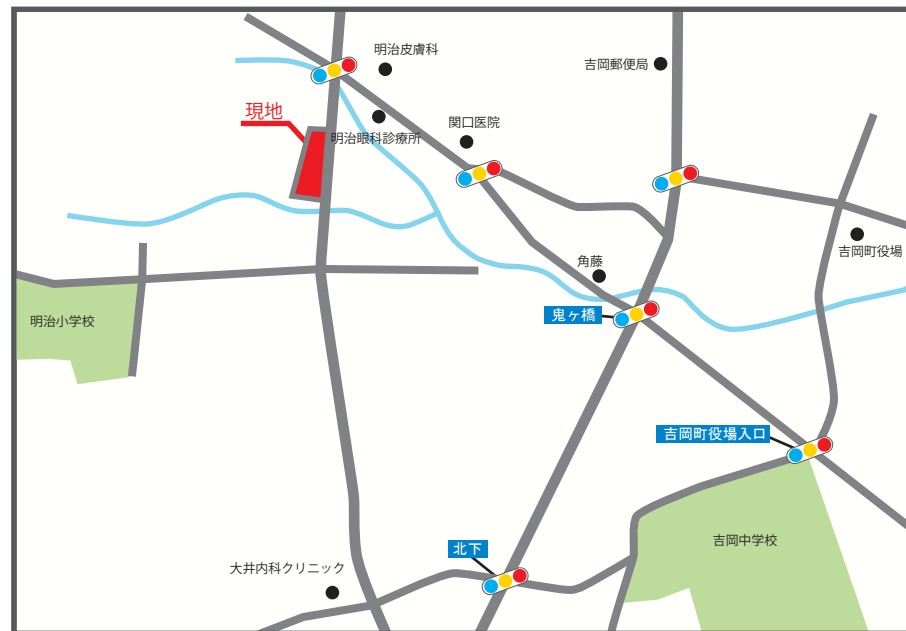 明治皮膚科
吉岡郵便局
現地
関口医院
明治眼科診療所
吉岡町役場
角藤
鬼ヶ橋
明治小学校
吉岡町役場入口
吉岡中学校
北下
大井内科クリニック